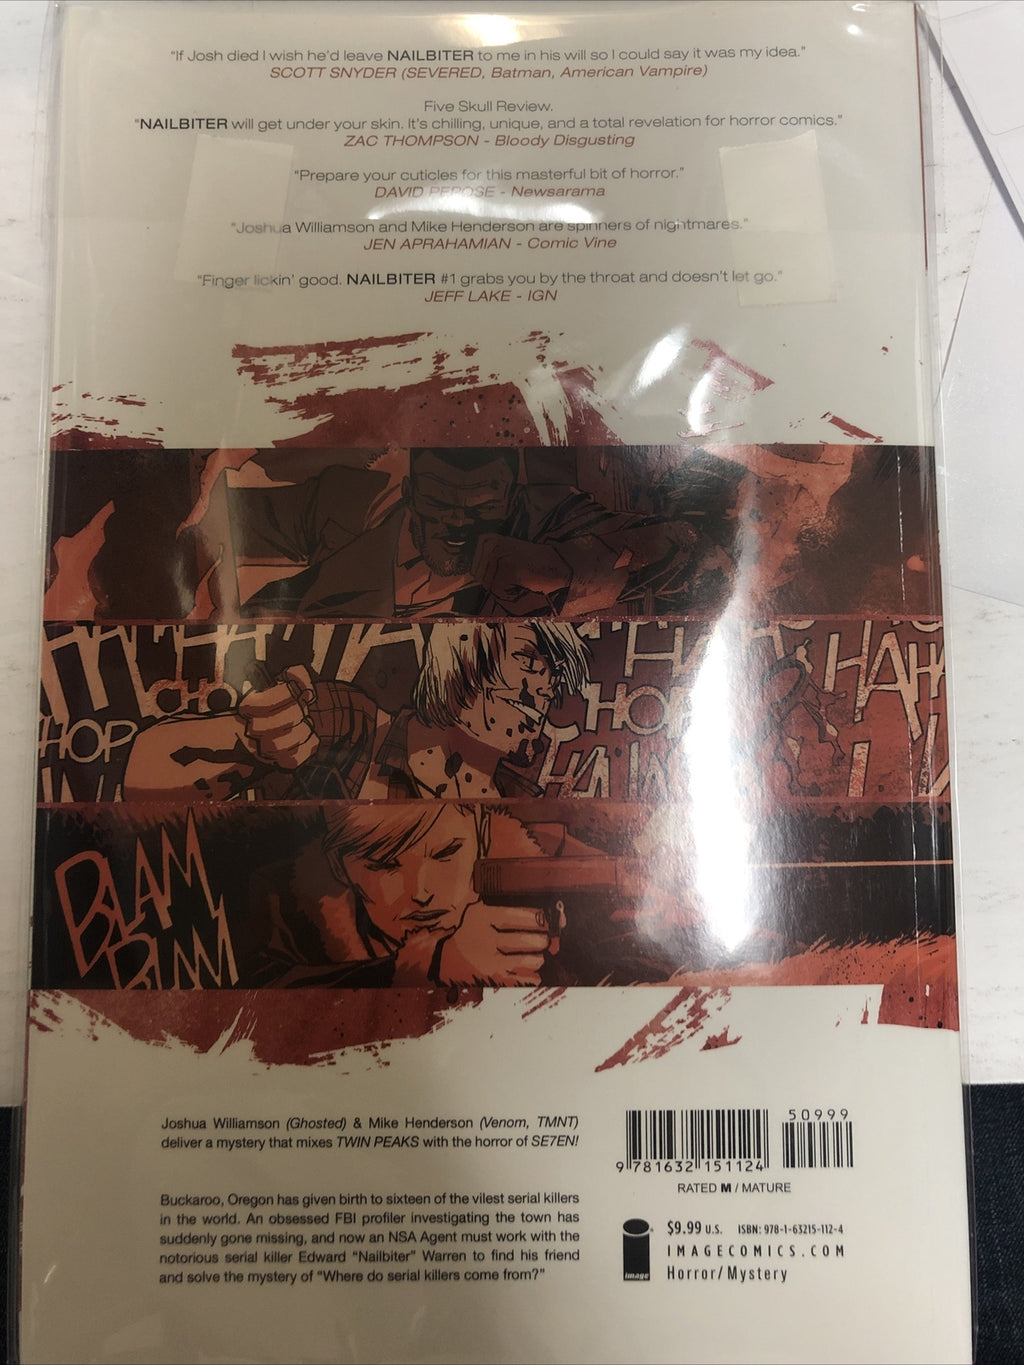 “If Josh died I wish he’d leave NAILBITER to me in his will so I could say it was my idea.”
SCOTT SNYDER (SEVERED, Batman, American Vampire)
Five Skull Review.
“NAILBITER will get under your skin. It’s chilling, unique, and a total revelation for horror comics.”
ZAC THOMPSON - Bloody Disgusting
“Prepare your cuticles for this masterful bit of horror.”
DAVID PEPOSE - Newsarama
“Joshua Williamson and Mike Henderson are spinners of nightmares.”
JEN APRAHAMIAN - Comic Vine
“Finger lickin’ good. NAILBITER #1 grabs you by the throat and doesn’t let go.”
JEFF LAKE - IGN
CHOP
HOP
BLAM
BLAM
Joshua Williamson (Ghosted) & Mike Henderson (Venom, TMNT)
deliver a mystery that mixes TWIN PEAKS with the horror of SE7EN!
Buckaroo, Oregon has given birth to sixteen of the vilest serial killers
in the world. An obsessed FBI profiler investigating the town has
suddenly gone missing, and now an NSA Agent must work with the
notorious serial killer Edward “Nailbiter” Warren to find his friend
and solve the mystery of “Where do serial killers come from?”
50999
9 781632 151124
RATED M / MATURE
$9.99 U.S. ISBN: 978-1-63215-112-4
IMAGECOMICS.COM
Horror/Mystery
image